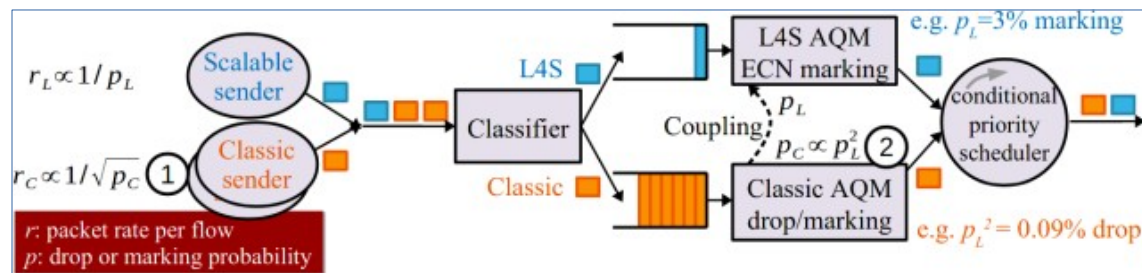 r_L ∝ 1/p_L
Scalable
sender
r_C ∝ 1/√p_C
1
Classic
sender
r: packet rate per flow
p: drop or marking probability
Classifier
L4S
Classic
L4S AQM
ECN marking
Coupling
p_L
p_C ∝ p_L^2
2
Classic AQM
drop/marking
e.g. p_L=3% marking
conditional
priority
scheduler
e.g. p_L^2 = 0.09% drop